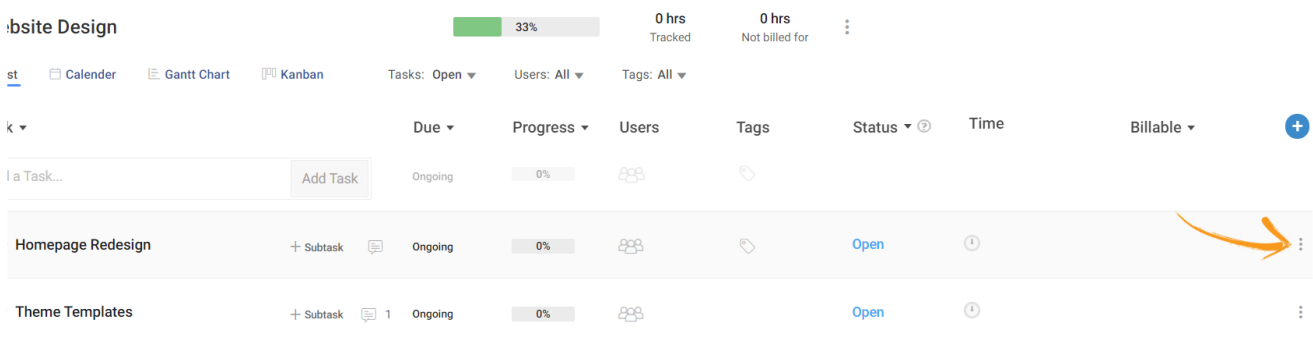 ebsite Design 33% 0 hrs 0 hrs
Tracked Not billed for
st Calender Gantt Chart Kanban Tasks: Open Users: All Tags: All
k Due Progress Users Tags Status ? Time Billable +
a Task... Add Task Ongoing 0%
Homepage Redesign + Subtask Ongoing 0% Open
Theme Templates + Subtask 1 Ongoing 0% Open